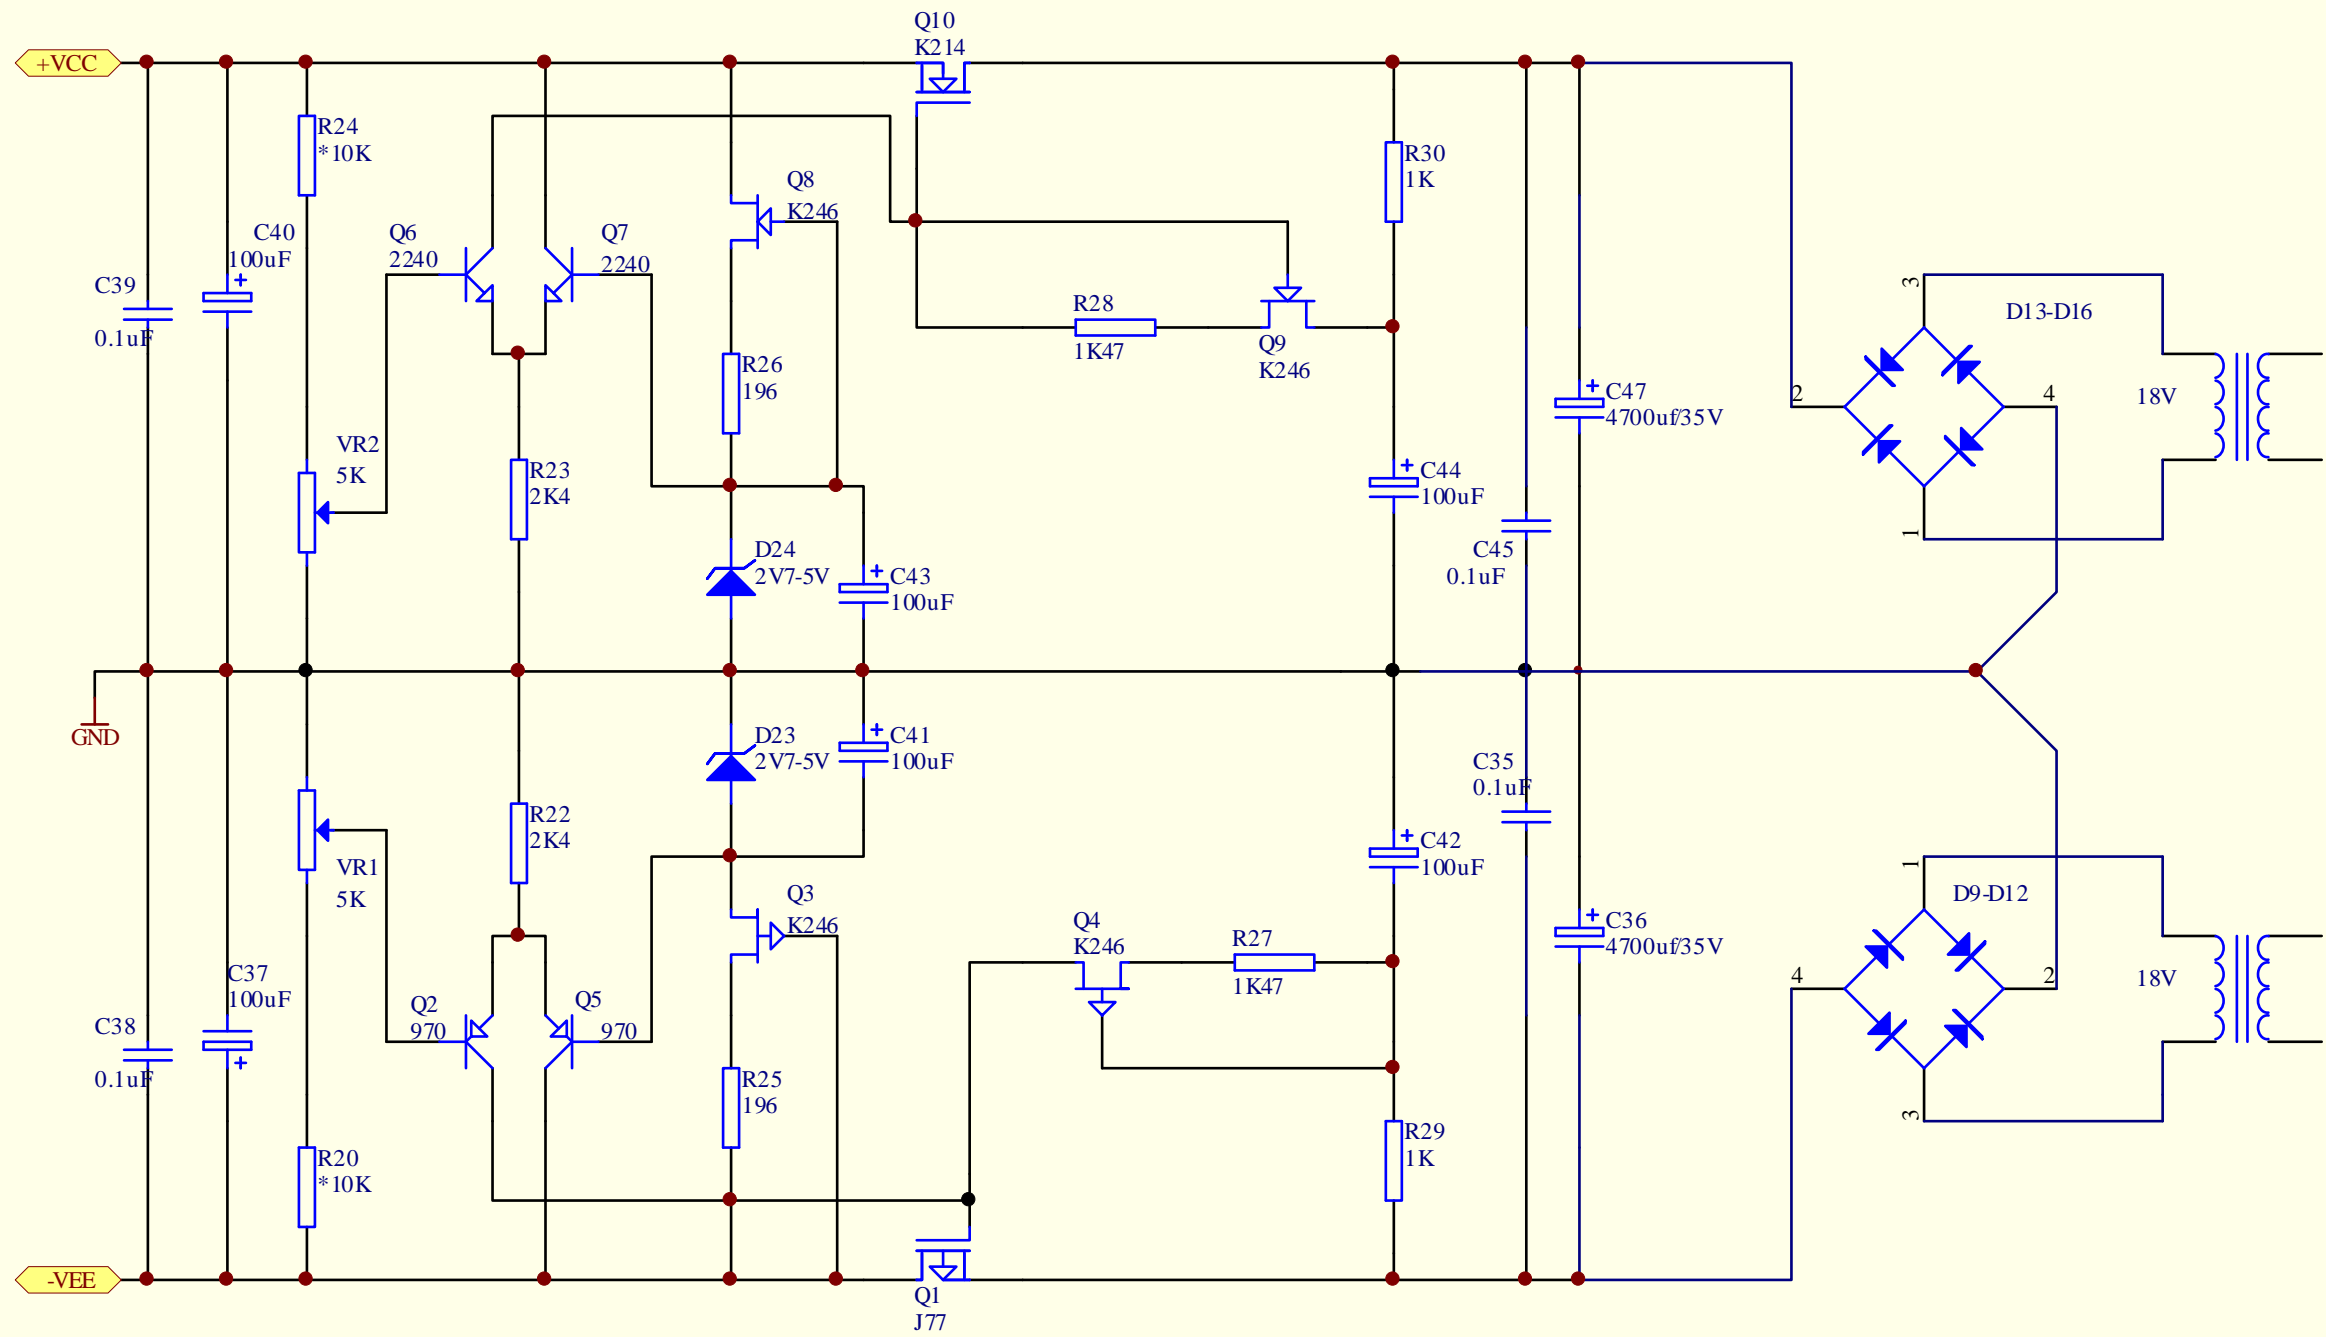 Q10
K214
+VCC
R24
*10K
R30
1K
Q8
K246
C40
100uF
Q6
2240
Q7
2240
C39
0.1uF
R28
1K47
Q9
K246
3
D13-D16
R26
196
C47
4700uf/35V
2
4
18V
VR2
5K
R23
2K4
C44
100uF
1
D24
2V7-5V
C43
100uF
C45
0.1uF
GND
D23
2V7-5V
C41
100uF
C35
0.1uF
R22
2K4
C42
100uF
VR1
5K
1
D9-D12
Q3
K246
Q4
K246
R27
1K47
C36
4700uf/35V
4
2
18V
C37
100uF
Q2
970
Q5
970
C38
0.1uF
R25
196
3
R29
1K
R20
*10K
-VEE
Q1
J77